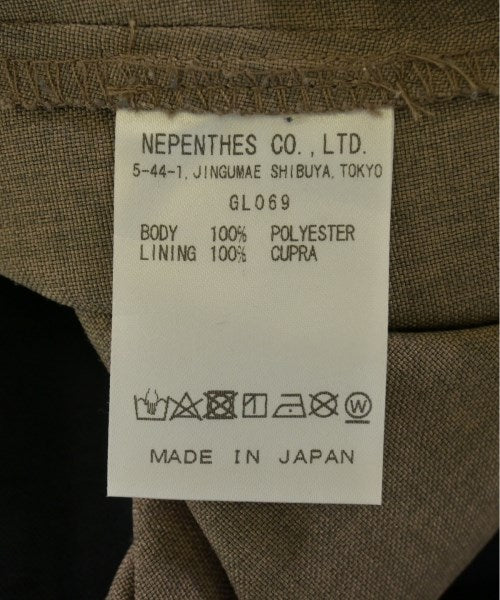 NEPENTHES CO., LTD.
5-44-1, JINGUMAE SHIBUYA, TOKYO
GL069
BODY 100% POLYESTER
LINING 100% CUPRA
W
MADE IN JAPAN